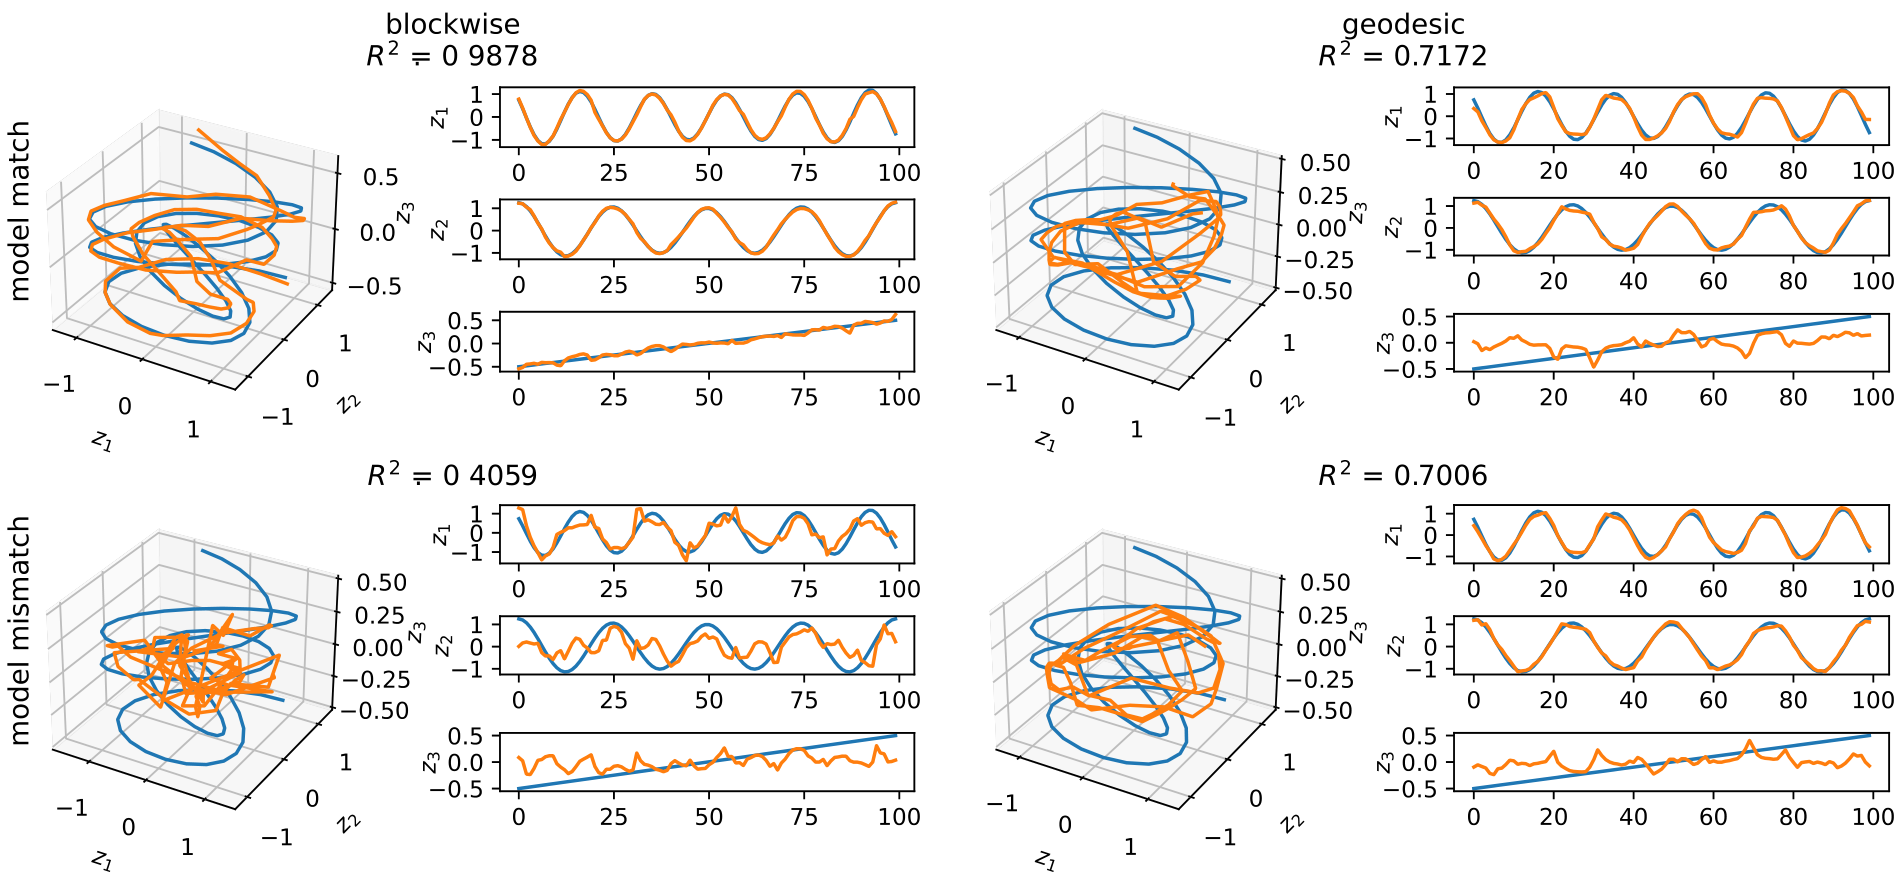 blockwise
R² = 0.9878
geodesic
R² = 0.7172
model match
0.5
0.0
−0.5
z₃
−1
0
1
z₁
−1
0
1
z₂
1
0
−1
z₁
0 25 50 75 100
1
0
−1
z₂
0 25 50 75 100
0.5
0.0
−0.5
z₃
0 25 50 75 100
0.50
0.25
0.00
−0.25
−0.50
z₃
−1
0
1
z₁
−1
0
1
z₂
1
0
−1
z₁
0 20 40 60 80 100
1
0
−1
z₂
0 20 40 60 80 100
0.5
0.0
−0.5
z₃
0 20 40 60 80 100
model mismatch
R² = 0.4059
R² = 0.7006
0.50
0.25
0.00
−0.25
−0.50
z₃
−1
0
1
z₁
−1
0
1
z₂
1
0
−1
z₁
0 25 50 75 100
1
0
−1
z₂
0 25 50 75 100
0.5
0.0
−0.5
z₃
0 25 50 75 100
0.50
0.25
0.00
−0.25
−0.50
z₃
−1
0
1
z₁
−1
0
1
z₂
1
0
−1
z₁
0 20 40 60 80 100
1
0
−1
z₂
0 20 40 60 80 100
0.5
0.0
−0.5
z₃
0 20 40 60 80 100